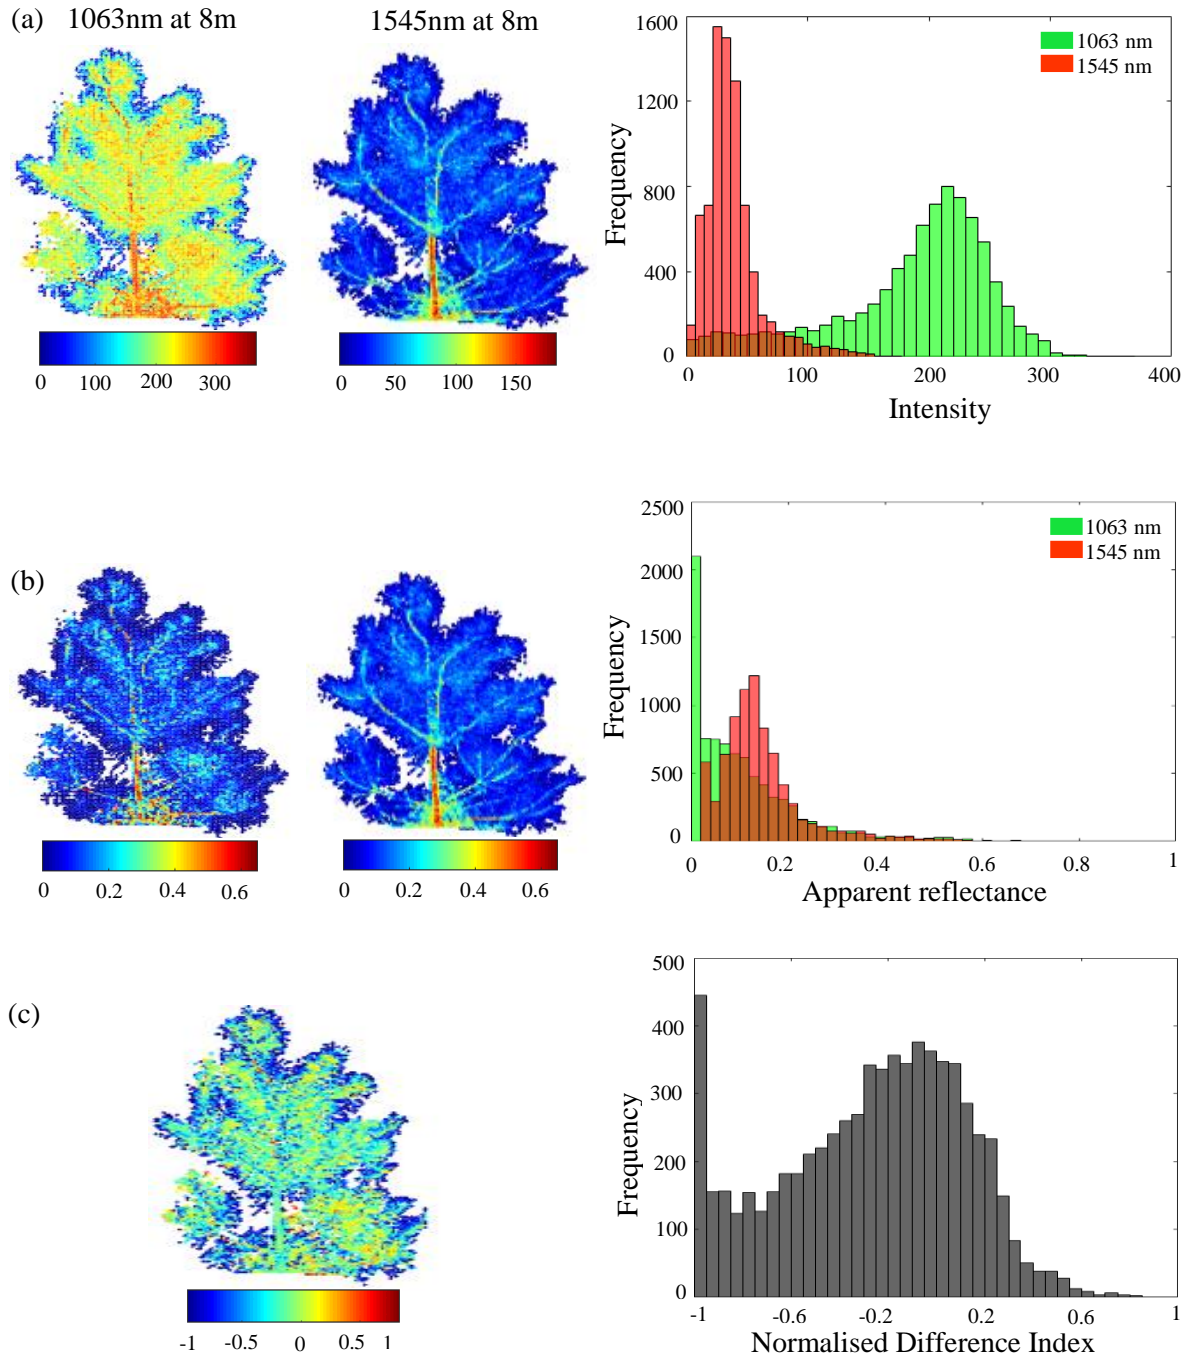 (a) 1063nm at 8m 1545nm at 8m
1600
1200
800
400
0
Frequency
1063 nm
1545 nm
0 100 200 300 400
Intensity
0 100 200 300
0 50 100 150
(b)
2500
2000
1500
1000
500
0
Frequency
1063 nm
1545 nm
0 0.2 0.4 0.6 0.8 1
Apparent reflectance
0 0.2 0.4 0.6
0 0.2 0.4 0.6
(c)
500
400
300
200
100
0
Frequency
-1 -0.6 -0.2 0.2 0.6 1
Normalised Difference Index
-1 -0.5 0 0.5 1